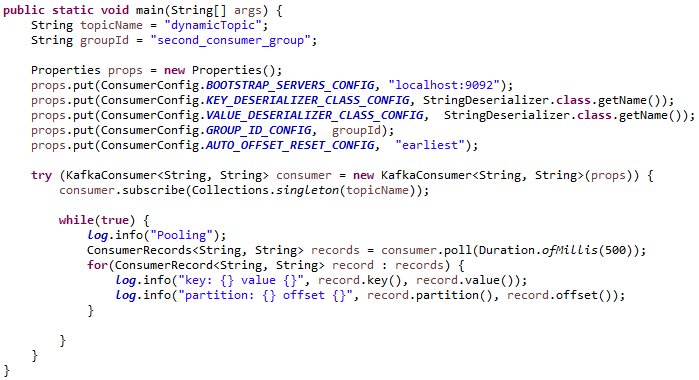 public static void main(String[] args) {
    String topicName = "dynamicTopic";
    String groupId = "second_consumer_group";

    Properties props = new Properties();
    props.put(ConsumerConfig.BOOTSTRAP_SERVERS_CONFIG, "localhost:9092");
    props.put(ConsumerConfig.KEY_DESERIALIZER_CLASS_CONFIG, StringDeserializer.class.getName());
    props.put(ConsumerConfig.VALUE_DESERIALIZER_CLASS_CONFIG,  StringDeserializer.class.getName());
    props.put(ConsumerConfig.GROUP_ID_CONFIG,  groupId);
    props.put(ConsumerConfig.AUTO_OFFSET_RESET_CONFIG,  "earliest");

    try (KafkaConsumer<String, String> consumer = new KafkaConsumer<String, String>(props)) {
        consumer.subscribe(Collections.singleton(topicName));

        while(true) {
            log.info("Pooling");
            ConsumerRecords<String, String> records = consumer.poll(Duration.ofMillis(500));
            for(ConsumerRecord<String, String> record : records) {
                log.info("key: {} value {}", record.key(), record.value());
                log.info("partition: {} offset {}", record.partition(), record.offset());
            }

        }
    }
}